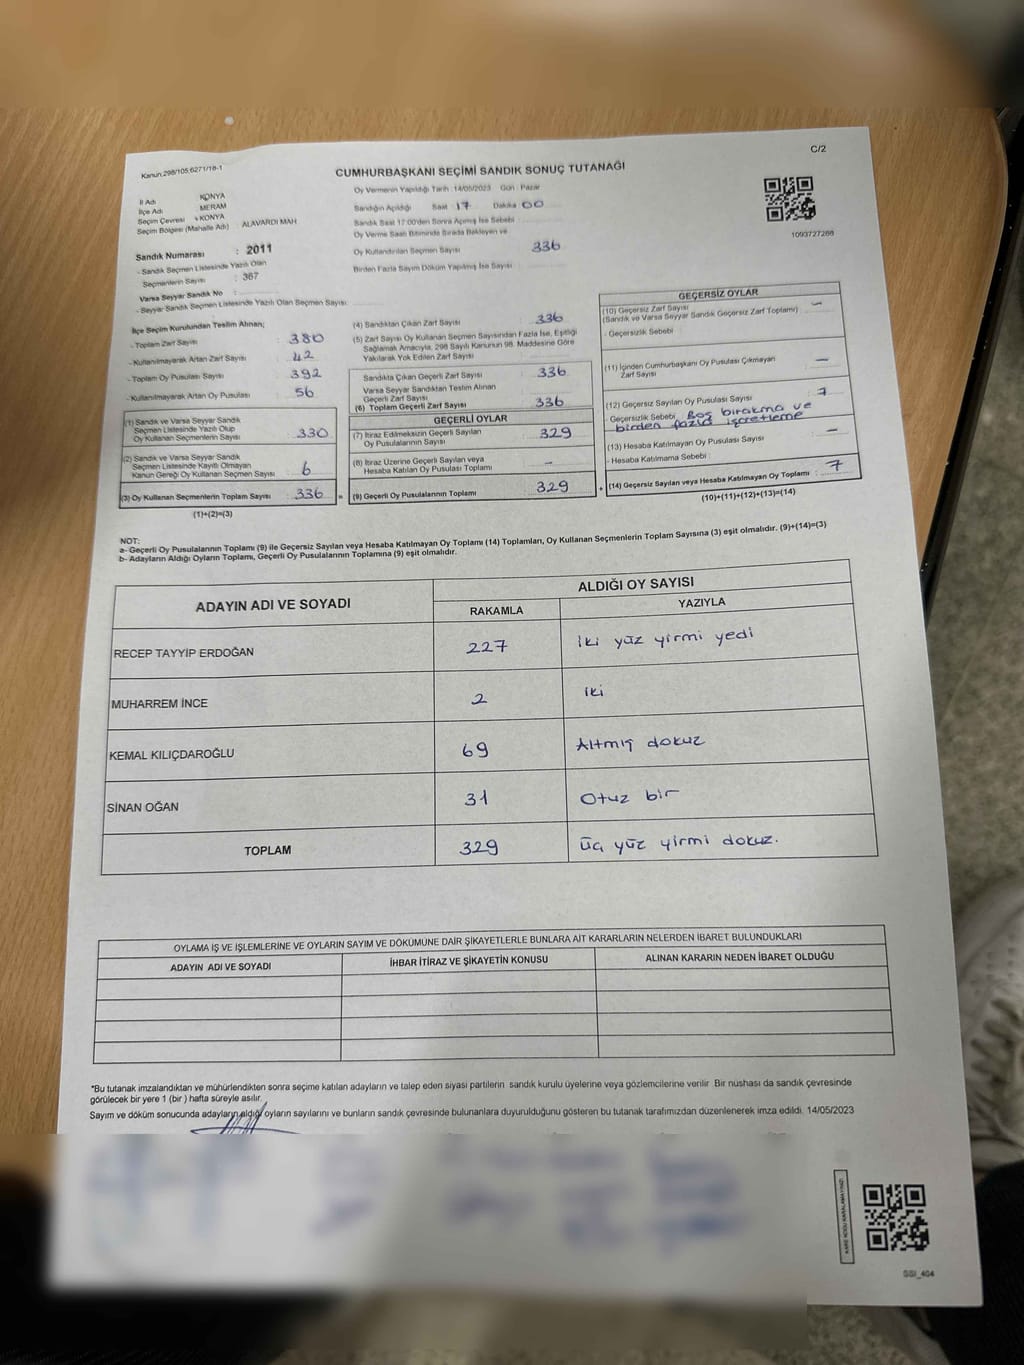 C/2
Kanun.298/105.6271/18-1
CUMHURBAŞKANI SEÇİMİ SANDIK SONUÇ TUTANAĞI
Oy Vermenin Yapıldığı Tarih : 14/05/2023 Gün : Pazar
İl Adı KONYA
İlçe Adı MERAM
Seçim Çevresi KONYA
Seçim Bölgesi (Mahalle Adı) ALAVARDI MAH
Sandığın Açıldığı Saat 17 Dakika 00
Sandık Saat 17:00'den Sonra Açılmış İse Sebebi :
Oy Verme Saati Bitiminde Sırada Bekleyen ve
Oy Kullandırılan Seçmen Sayısı 336
Birden Fazla Sayım Döküm Yapılmış İse Sayısı :
1093727268
Sandık Numarası : 2011
- Sandık Seçmen Listesinde Yazılı Olan
Seçmenlerin Sayısı : 367
Varsa Seyyar Sandık No :
- Seyyar Sandık Seçmen Listesinde Yazılı Olan Seçmen Sayısı:
İlçe Seçim Kurulundan Teslim Alınan;
- Toplam Zarf Sayısı : 380
- Kullanılmayarak Artan Zarf Sayısı : 42
- Toplam Oy Pusulası Sayısı : 392
- Kullanılmayarak Artan Oy Pusulası : 56
(1) Sandık ve Varsa Seyyar Sandık
Seçmen Listesinde Yazılı Olup
Oy Kullanan Seçmenlerin Sayısı : 330
(2) Sandık ve Varsa Seyyar Sandık
Seçmen Listesinde Kayıtlı Olmayan
Kanun Gereği Oy Kullanan Seçmen Sayısı : 6
(3) Oy Kullanan Seçmenlerin Toplam Sayısı : 336 =
(1)+(2)=(3)
(4) Sandıktan Çıkan Zarf Sayısı : 336
(5) Zarf Sayısı Oy Kullanan Seçmen Sayısından Fazla İse, Eşitliği
Sağlamak Amacıyla, 298 Sayılı Kanunun 98. Maddesine Göre
Yakılarak Yok Edilen Zarf Sayısı :
Sandıkta Çıkan Geçerli Zarf Sayısı : 336
Varsa Seyyar Sandıktan Teslim Alınan
Geçerli Zarf Sayısı
(6) Toplam Geçerli Zarf Sayısı : 336
GEÇERLİ OYLAR
(7) İtiraz Edilmeksizin Geçerli Sayılan
Oy Pusulalarının Sayısı : 329
(8) İtiraz Üzerine Geçerli Sayılan veya
Hesaba Katılan Oy Pusulası Toplamı : -
(9) Geçerli Oy Pusulalarının Toplamı : 329 +
GEÇERSİZ OYLAR
(10) Geçersiz Zarf Sayısı : -
(Sandık ve Varsa Seyyar Sandık Geçersiz Zarf Toplamı)
- Geçersizlik Sebebi :
(11) İçinden Cumhurbaşkanı Oy Pusulası Çıkmayan
Zarf Sayısı : -
(12) Geçersiz Sayılan Oy Pusulası Sayısı : 7
- Geçersizlik Sebebi : Boş bırakma ve
birden fazla işaretleme
(13) Hesaba Katılmayan Oy Pusulası Sayısı : -
- Hesaba Katılmama Sebebi :
(14) Geçersiz Sayılan veya Hesaba Katılmayan Oy Toplamı : 7
(10)+(11)+(12)+(13)=(14)
NOT:
a- Geçerli Oy Pusulalarının Toplamı (9) ile Geçersiz Sayılan veya Hesaba Katılmayan Oy Toplamı (14) Toplamları, Oy Kullanan Seçmenlerin Toplam Sayısına (3) eşit olmalıdır. (9)+(14)=(3)
b- Adayların Aldığı Oyların Toplamı, Geçerli Oy Pusulalarının Toplamına (9) eşit olmalıdır.
ADAYIN ADI VE SOYADI
ALDIĞI OY SAYISI
RAKAMLA YAZIYLA
RECEP TAYYİP ERDOĞAN 227 iki yüz yirmi yedi
MUHARREM İNCE 2 iki
KEMAL KILIÇDAROĞLU 69 Altmış dokuz
SİNAN OĞAN 31 Otuz bir
TOPLAM 329 üç yüz yirmi dokuz.
OYLAMA İŞ VE İŞLEMLERİNE VE OYLARIN SAYIM VE DÖKÜMÜNE DAİR ŞİKAYETLERLE BUNLARA AİT KARARLARIN NELERDEN İBARET BULUNDUKLARI
ADAYIN ADI VE SOYADI İHBAR İTİRAZ VE ŞİKAYETİN KONUSU ALINAN KARARIN NEDEN İBARET OLDUĞU
*Bu tutanak imzalandıktan ve mühürlendikten sonra seçime katılan adayların ve talep eden siyasi partilerin sandık kurulu üyelerine veya gözlemcilerine verilir. Bir nüshası da sandık çevresinde
görülecek bir yere 1 (bir ) hafta süreyle asılır.
Sayım ve döküm sonucunda adayların aldığı oyların sayılarını ve bunların sandık çevresinde bulunanlara duyurulduğunu gösteren bu tutanak tarafımızdan düzenlenerek imza edildi. 14/05/2023
KARE KODU KARALAMAYINIZ!